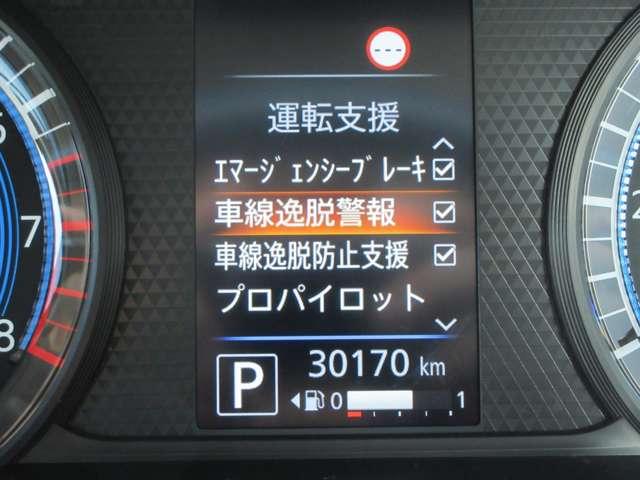 ---
運転支援
ｴﾏｰｼﾞｪﾝｼｰﾌﾞﾚｰｷ
車線逸脱警報
車線逸脱防止支援
プロパイロット
7
8
P
30170 km
0 1